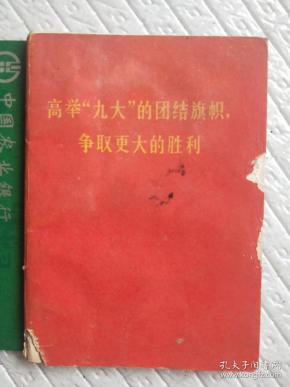 高举“九大”的团结旗帜,
争取更大的胜利
中国农业银行
孔夫子旧书网